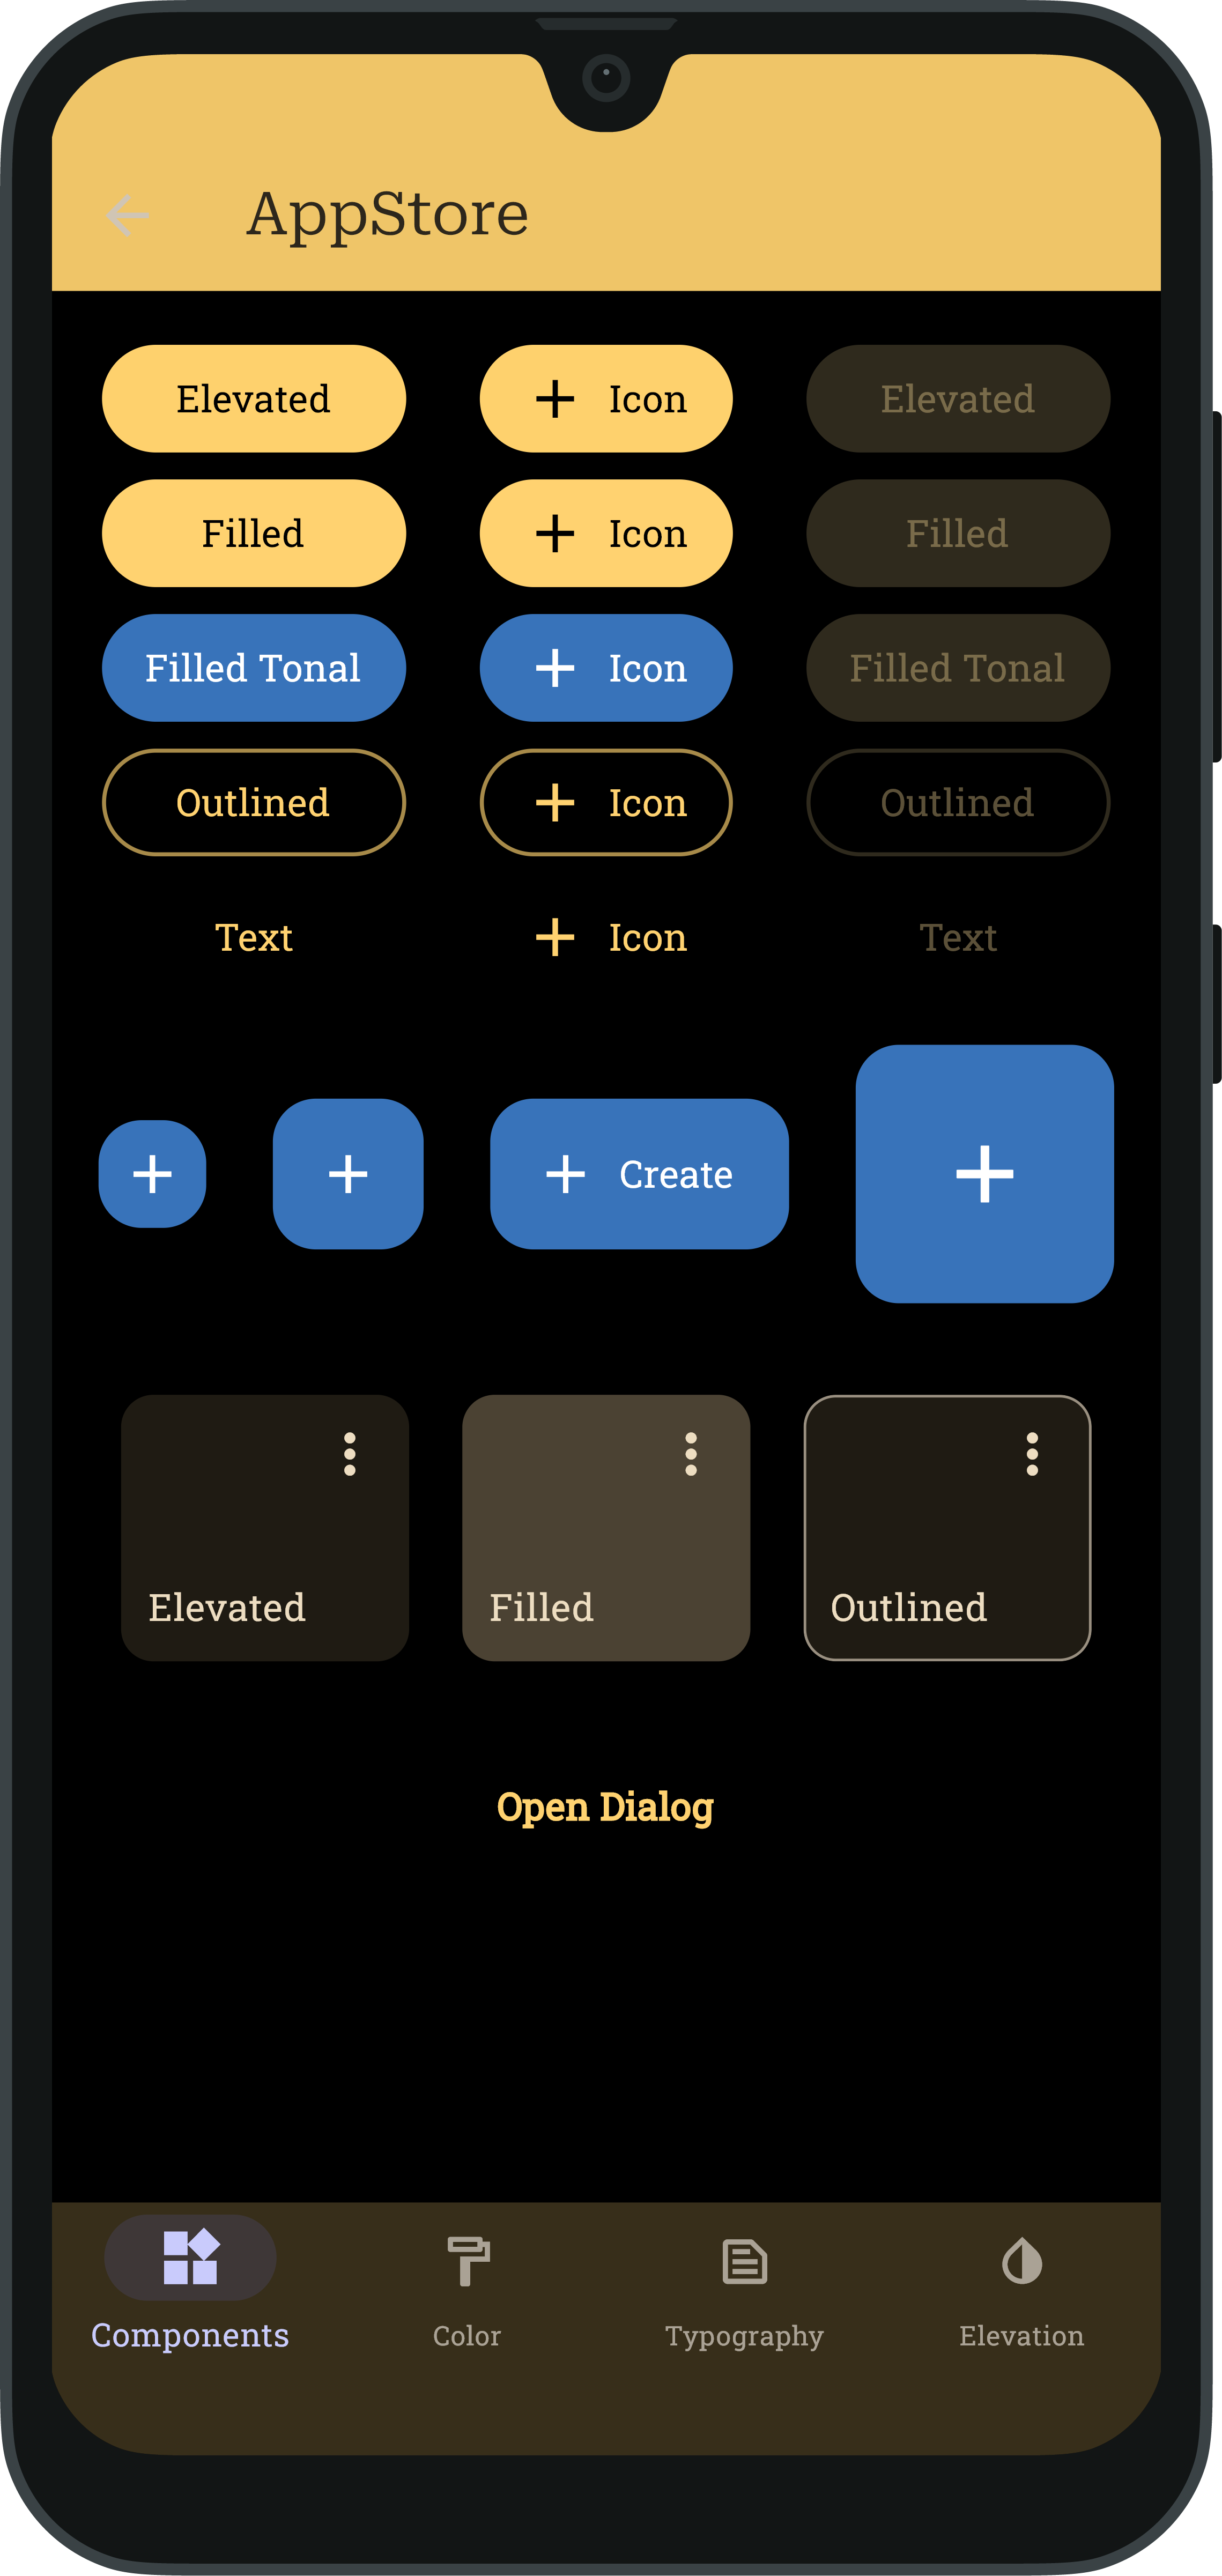 AppStore
Elevated Icon Elevated
Filled Icon Filled
Filled Tonal Icon Filled Tonal
Outlined Icon Outlined
Text Icon Text
Create
Elevated Filled Outlined
Open Dialog
Components Color Typography Elevation